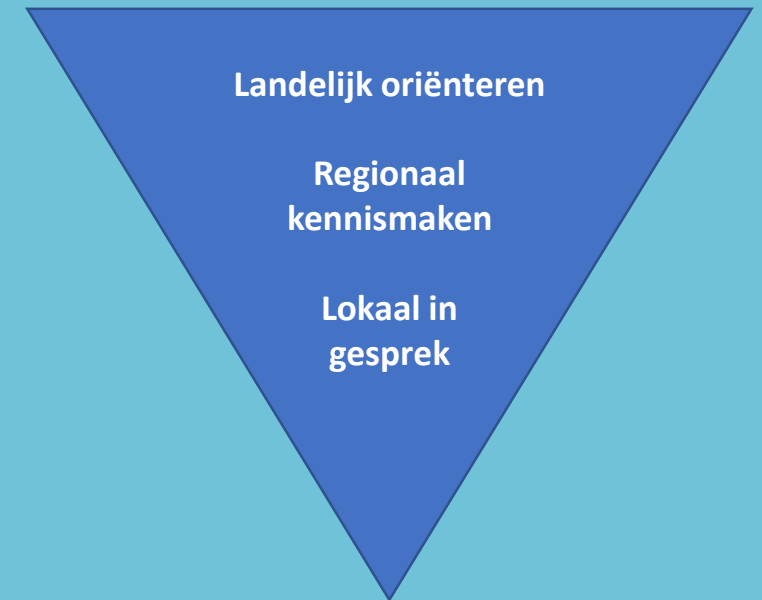 Landelijk oriënteren
Regionaal
kennismaken
Lokaal in
gesprek